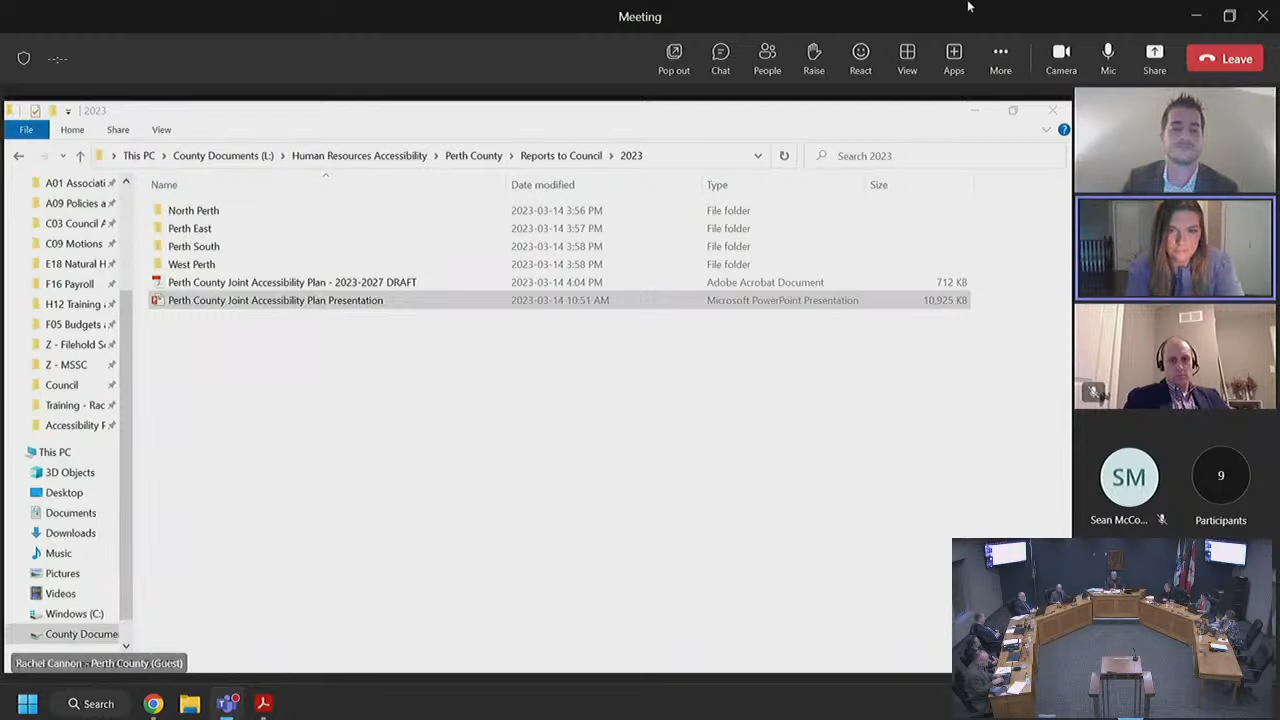 Meeting
--:--
Pop out
Chat
People
Raise
React
View
Apps
More
Camera
Mic
Share
Leave
2023
File
Home
Share
View
This PC > County Documents (L:) > Human Resources Accessibility > Perth County > Reports to Council > 2023
Search 2023
Name
Date modified
Type
Size
North Perth 2023-03-14 3:56 PM File folder
Perth East 2023-03-14 3:57 PM File folder
Perth South 2023-03-14 3:58 PM File folder
West Perth 2023-03-14 3:58 PM File folder
Perth County Joint Accessibility Plan - 2023-2027 DRAFT 2023-03-14 4:04 PM Adobe Acrobat Document 712 KB
Perth County Joint Accessibility Plan Presentation 2023-03-14 10:51 AM Microsoft PowerPoint Presentation 10,925 KB
A01 Associati
A09 Policies a
C03 Council A
C09 Motions
E18 Natural H
F16 Payroll
H12 Training
F05 Budgets
Z - Filehold Sc
Z - MSSC
Council
Training - Rac
Accessibility F
This PC
3D Objects
Desktop
Documents
Downloads
Music
Pictures
Videos
Windows (C:)
County Docume
Rachel Cannon - Perth County (Guest)
SM
Sean McCo...
9
Participants
Search